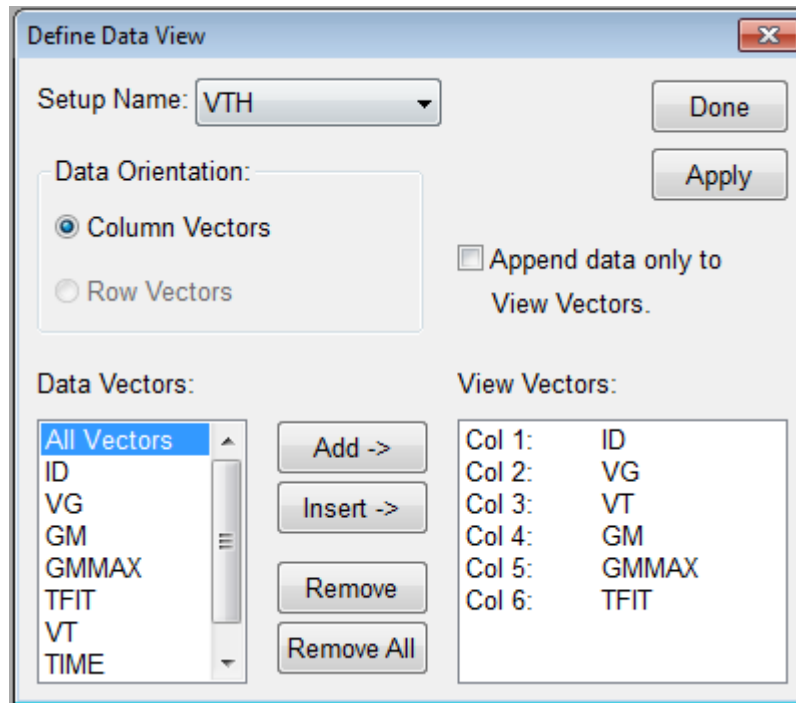 Define Data View
Setup Name: VTH
Done
Data Orientation:
Apply
Column Vectors
Append data only to
View Vectors.
Row Vectors
Data Vectors:
View Vectors:
All Vectors
ID
VG
GM
GMMAX
TFIT
VT
TIME
Add ->
Insert ->
Remove
Remove All
Col 1: ID
Col 2: VG
Col 3: VT
Col 4: GM
Col 5: GMMAX
Col 6: TFIT